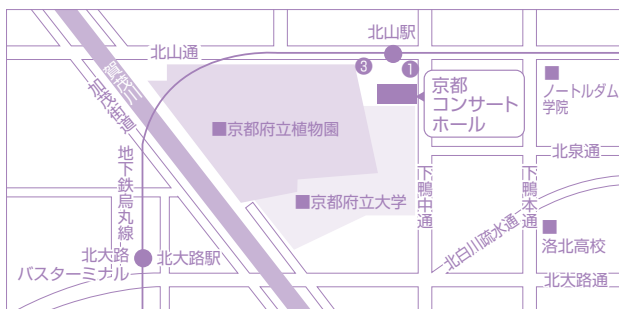 北山駅
北山通
❸
❶
賀茂川
加茂街道
京都
コンサート
ホール
■
ノートルダム
学院
■京都府立植物園
北泉通
地下鉄烏丸線
下鴨中通
下鴨本通
■京都府立大学
北白川疏水通
■
洛北高校
北大路
バスターミナル
北大路駅
北大路通